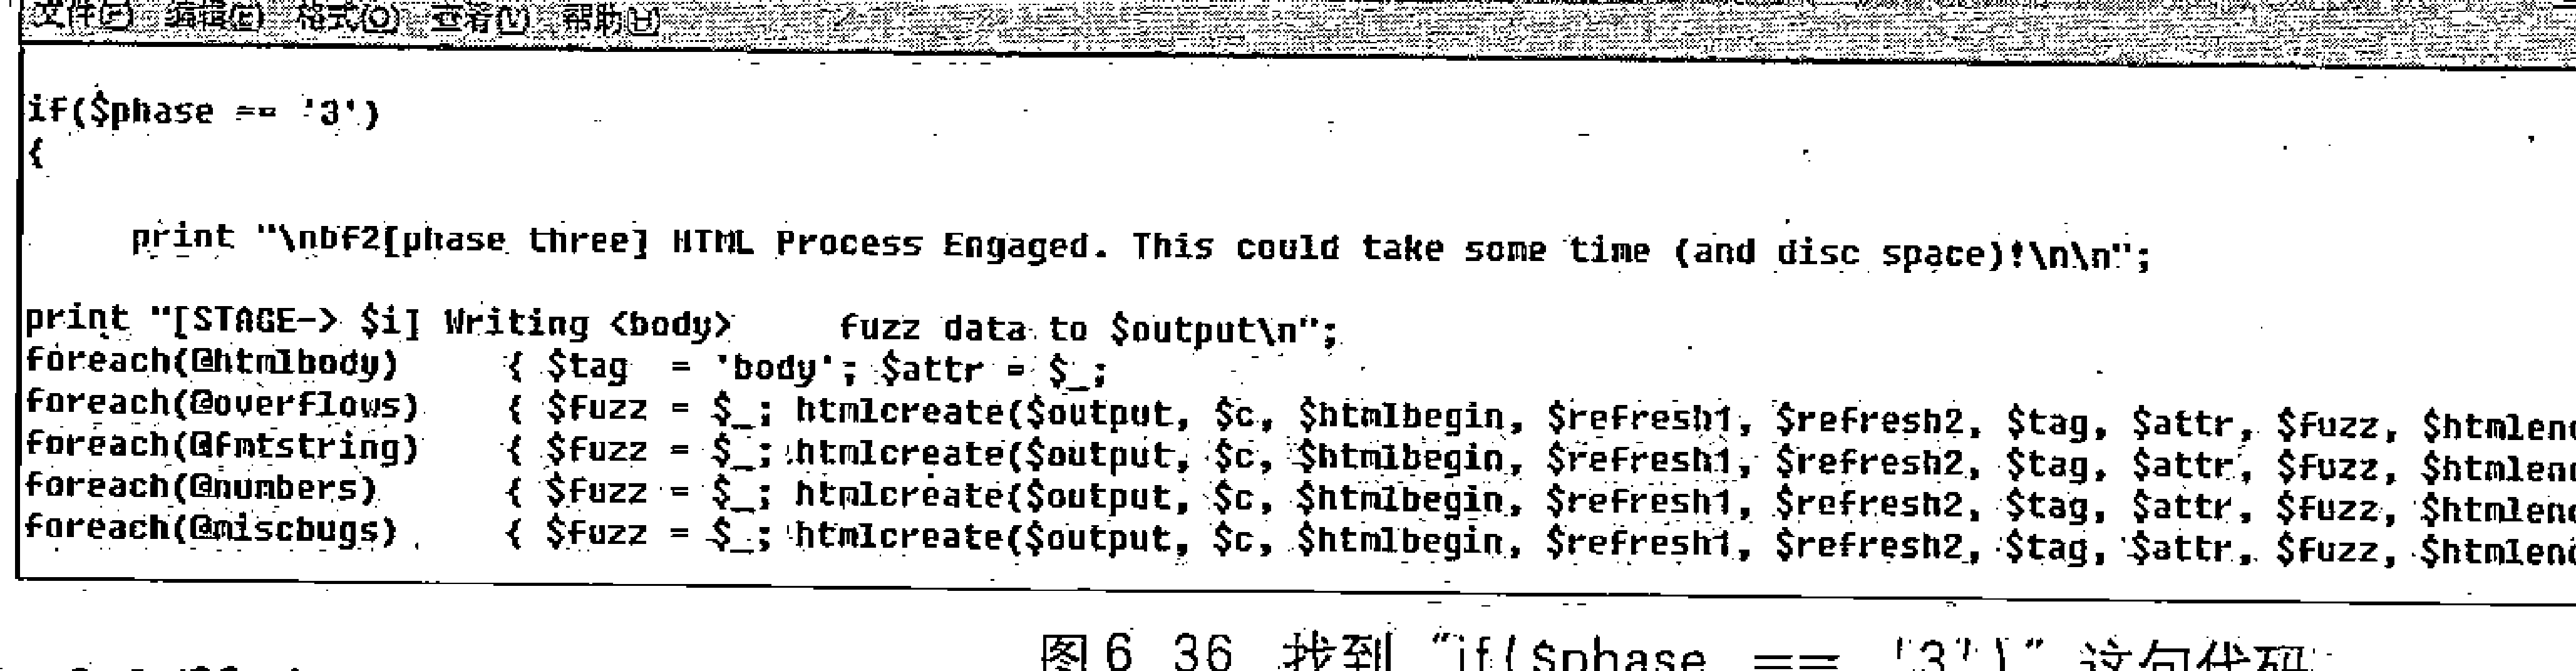 文件(F) 编辑(E) 格式(O) 查看(V) 帮助(H)
if($phase == '3')
{
print "\nbf2[phase three] HTML Process Engaged. This could take some time (and disc space)!\n\n";
print "[STAGE-> $i] Writing <body> fuzz data to $output\n";
foreach(@htmlbody) { $tag = 'body'; $attr = $_;
foreach(@overflows) { $fuzz = $_; htmlcreate($output, $c, $htmlbegin, $refresh1, $refresh2, $tag, $attr, $fuzz, $htmlend
foreach(@fmtstring) { $fuzz = $_; htmlcreate($output, $c, $htmlbegin, $refresh1, $refresh2, $tag, $attr, $fuzz, $htmlend
foreach(@numbers) { $fuzz = $_; htmlcreate($output, $c, $htmlbegin, $refresh1, $refresh2, $tag, $attr, $fuzz, $htmlend
foreach(@miscbugs) { $fuzz = $_; htmlcreate($output, $c, $htmlbegin, $refresh1, $refresh2, $tag, $attr, $fuzz, $htmlend
图6 36 找到 "if($phase == '3')" 这句代码